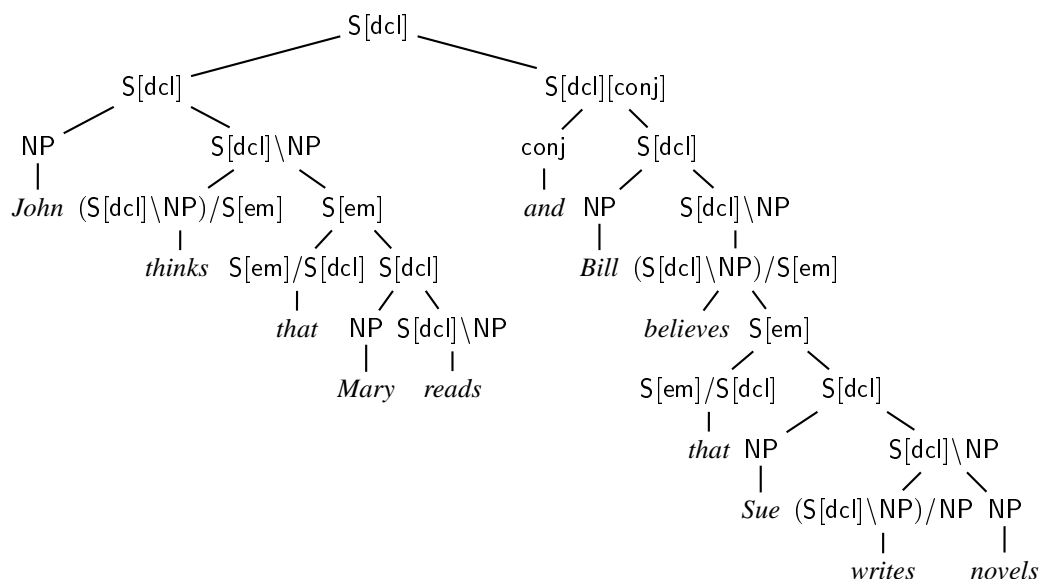 S[dcl]
S[dcl] S[dcl][conj]
NP S[dcl]\NP conj S[dcl]
John (S[dcl]\NP)/S[em] S[em] and NP S[dcl]\NP
thinks S[em]/S[dcl] S[dcl] Bill (S[dcl]\NP)/S[em]
that NP S[dcl]\NP believes S[em]
Mary reads S[em]/S[dcl] S[dcl]
that NP S[dcl]\NP
Sue (S[dcl]\NP)/NP NP
writes novels